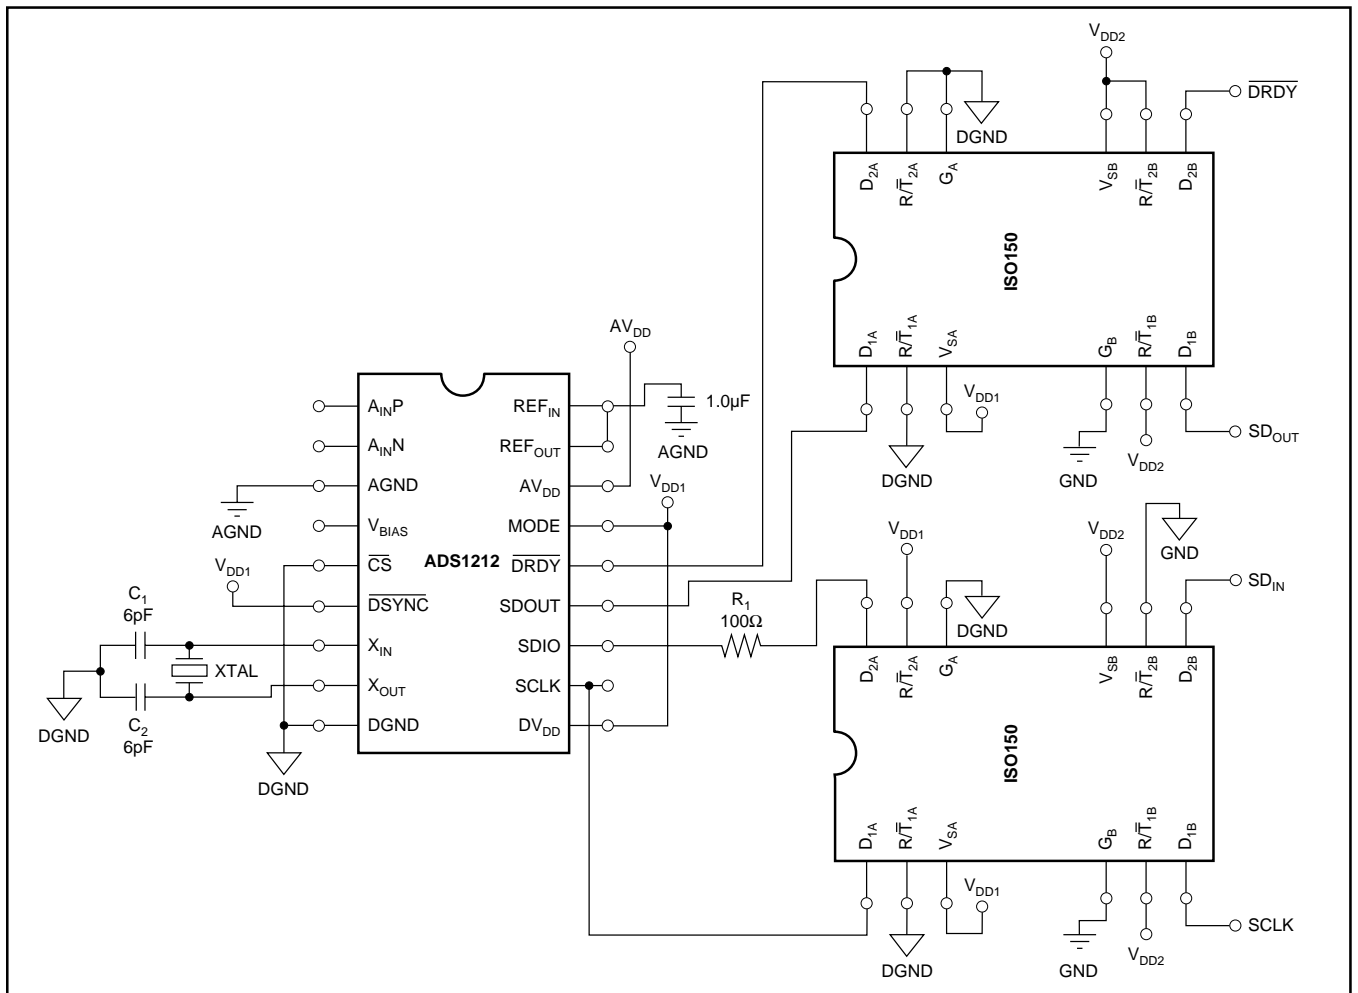 V_DD2
DRDY
DGND
D_2A
R/T_2A
G_A
V_SB
R/T_2B
D_2B
ISO150
D_1A
R/T_1A
V_SA
G_B
R/T_1B
D_1B
V_DD1
DGND
GND
V_DD2
SD_OUT
AV_DD
1.0µF
AGND
A_INP
A_INN
AGND
V_BIAS
CS
DSYNC
X_IN
X_OUT
DGND
ADS1212
REF_IN
REF_OUT
AV_DD
MODE
DRDY
SDOUT
SDIO
SCLK
DV_DD
AGND
V_DD1
V_DD1
C_1
6pF
XTAL
C_2
6pF
DGND
DGND
R_1
100Ω
V_DD1
DGND
V_DD2
GND
SD_IN
D_2A
R/T_2A
G_A
V_SB
R/T_2B
D_2B
ISO150
D_1A
R/T_1A
V_SA
G_B
R/T_1B
D_1B
V_DD1
DGND
GND
V_DD2
SCLK